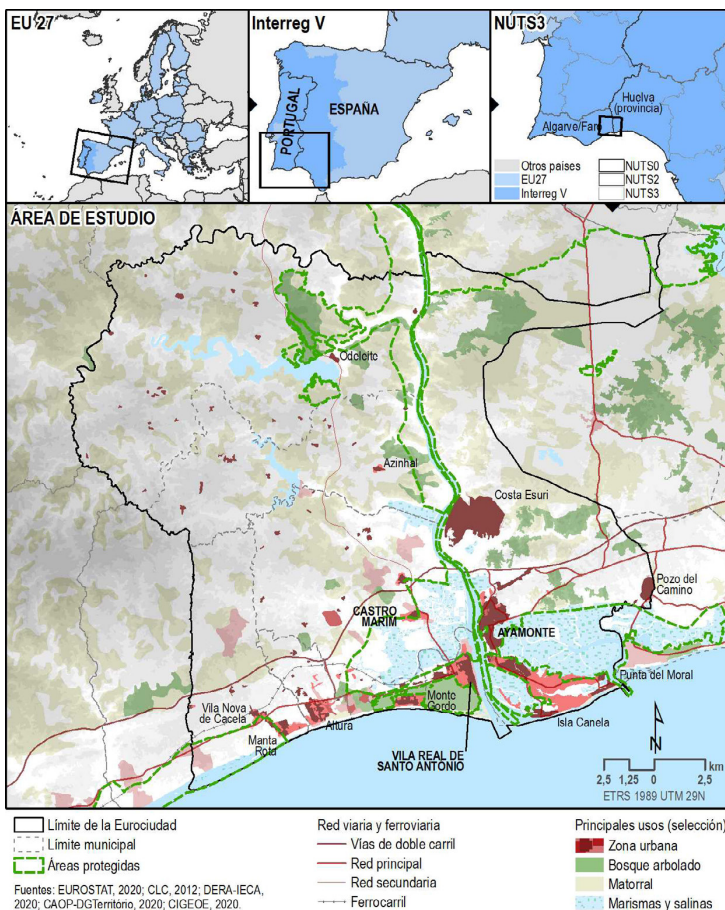 EU 27
Interreg V
PORTUGAL
ESPAÑA
NUTS3
Huelva
(provincia)
Algarve/Faro
Otros paises
EU27
Interreg V
NUTS0
NUTS2
NUTS3
ÁREA DE ESTUDIO
Odeleite
Azinhal
Costa Esuri
Pozo del
Camino
CASTRO
MARIM
AYAMONTE
Punta del Moral
Vila Nova
de Cacela
Monte
Gordo
Altura
Isla Canela
Manta
Rota
VILA REAL DE
SANTO ANTÓNIO
N
km
2,5 1,25 0 2,5
ETRS 1989 UTM 29N
Límite de la Eurociudad
Límite municipal
Áreas protegidas
Fuentes: EUROSTAT, 2020; CLC, 2012; DERA-IECA,
2020; CAOP-DGTerritório, 2020; CIGEOE, 2020.
Red viaria y ferroviaria
Vías de doble carril
Red principal
Red secundaria
Ferrocarril
Principales usos (selección)
Zona urbana
Bosque arbolado
Matorral
Marismas y salinas